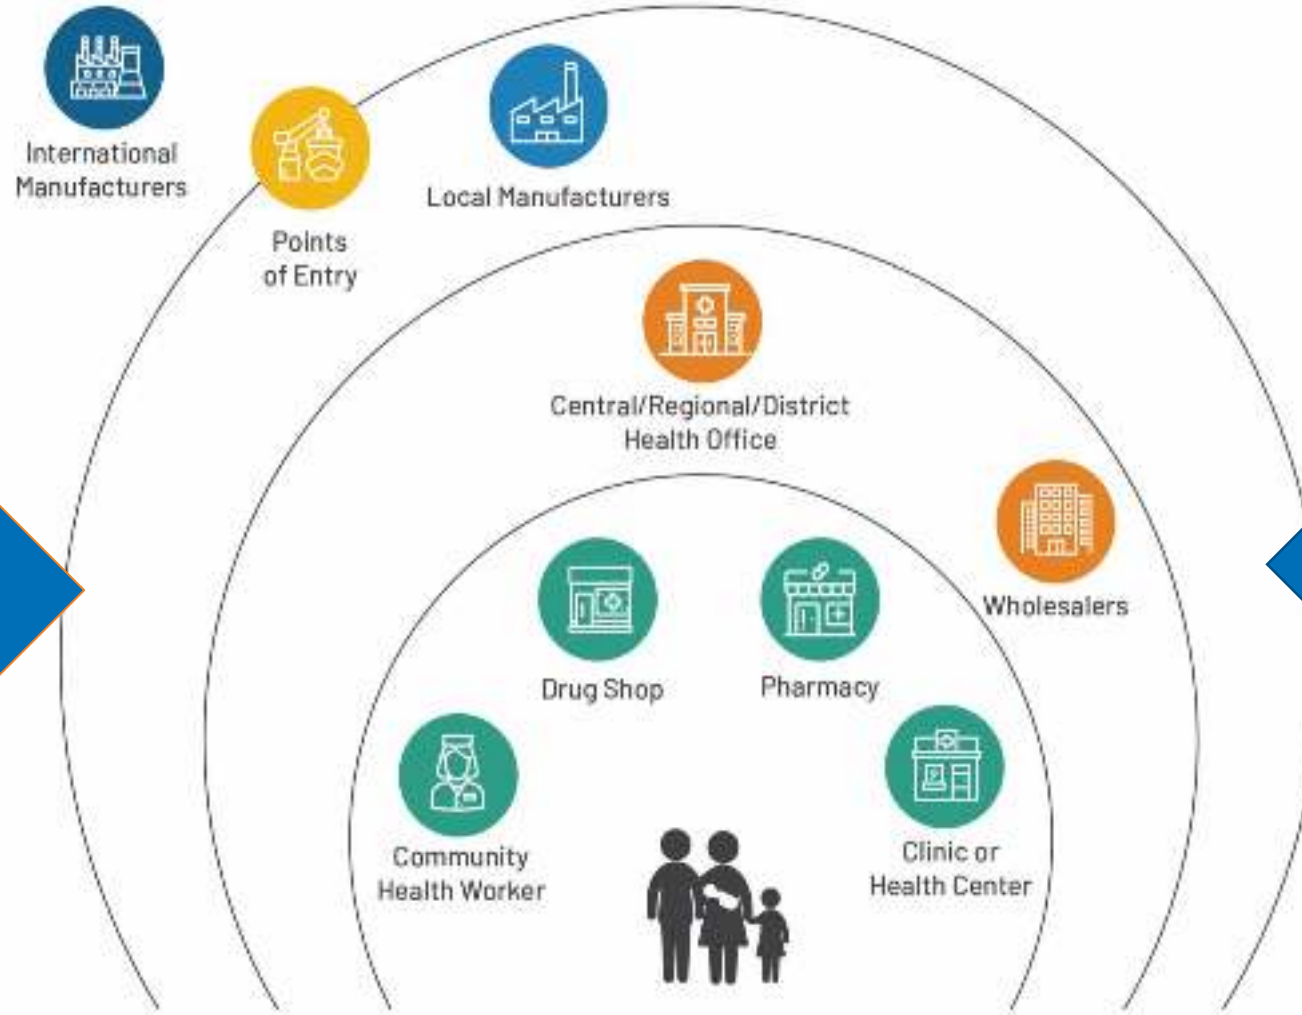 International
Manufacturers
Points
of Entry
Local Manufacturers
Central/Regional/District
Health Office
Wholesalers
Drug Shop
Pharmacy
Community
Health Worker
Clinic or
Health Center